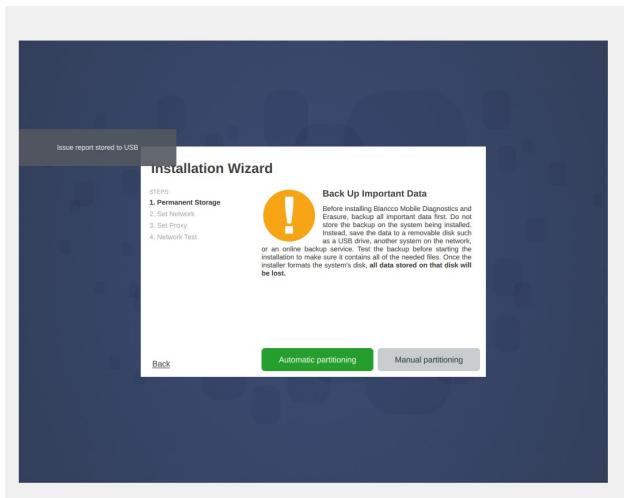 Issue report stored to USB
Installation Wizard
STEPS:
1. Permanent Storage
2. Set Network
3. Set Proxy
4. Network Test
Back Up Important Data
Before installing Blancco Mobile Diagnostics and
Erasure, backup all important data first. Do not
store the backup on the system being installed.
Instead, save the data to a removable disk such
as a USB drive, another system on the network,
or an online backup service. Test the backup before starting the
installation to make sure it contains all of the needed files. Once the
installer formats the system's disk, all data stored on that disk will
be lost.
Back
Automatic partitioning
Manual partitioning